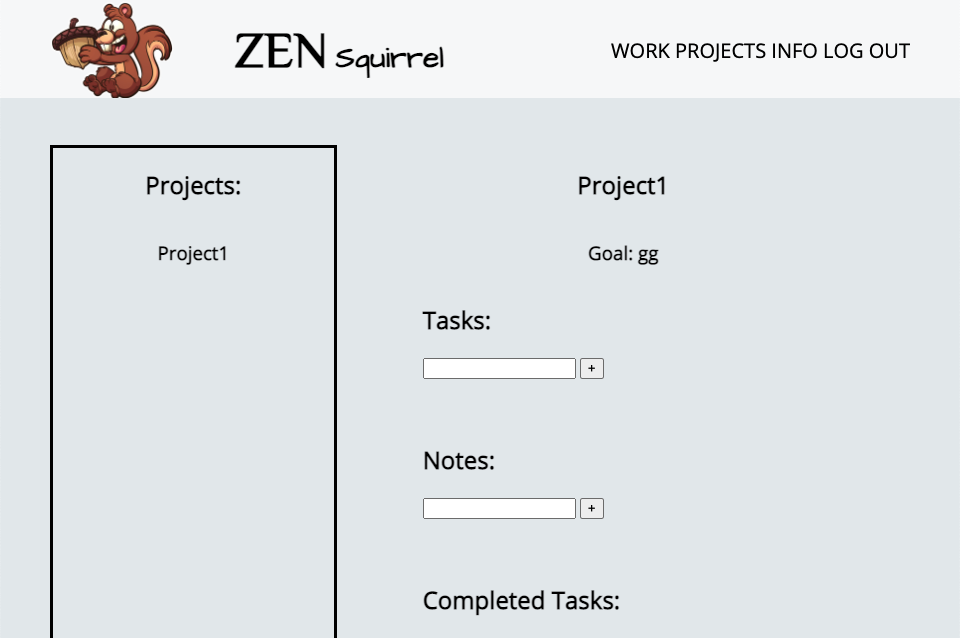 ZEN Squirrel
WORK PROJECTS INFO LOG OUT
Projects:
Project1
Project1
Goal: gg
Tasks:
+
Notes:
+
Completed Tasks: